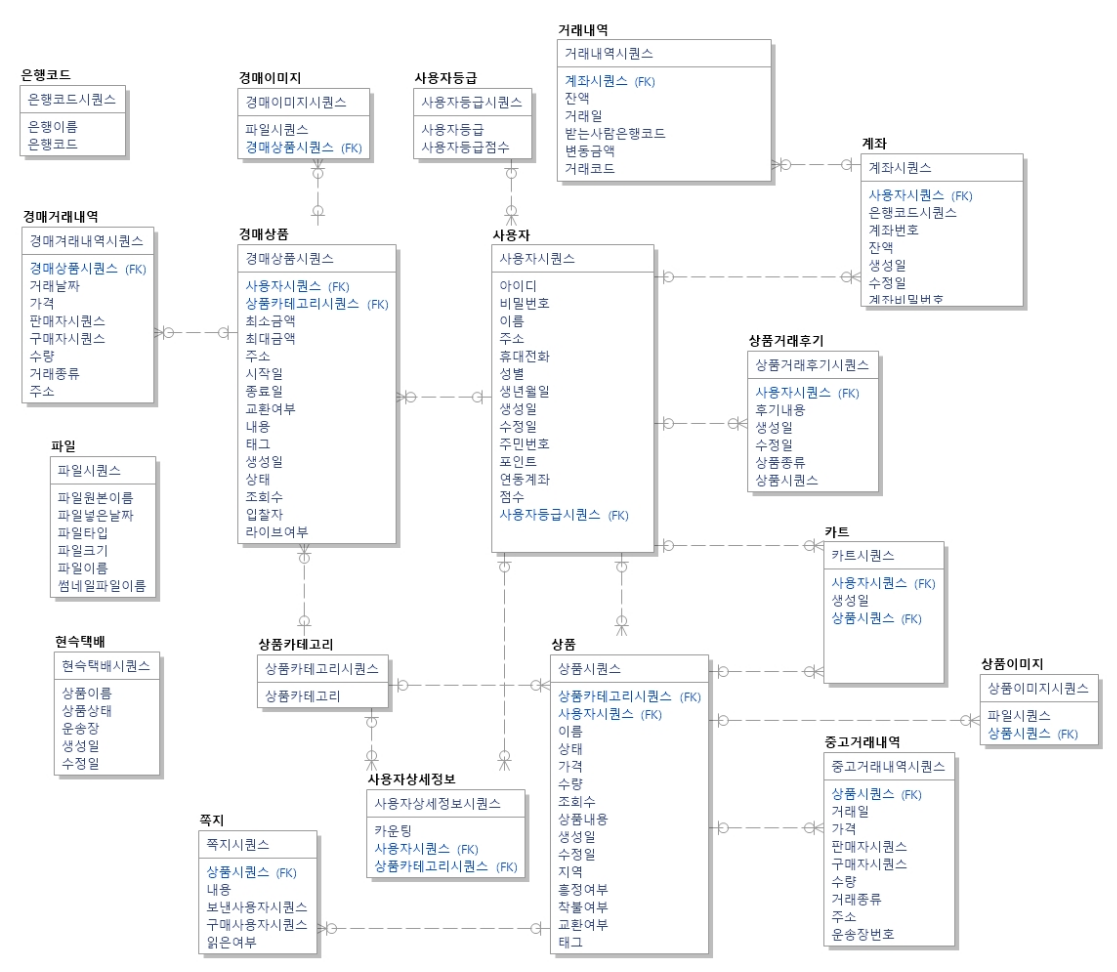 거래내역
거래내역시퀀스
계좌시퀀스 (FK)
잔액
거래일
받는사람은행코드
변동금액
거래코드
은행코드
은행코드시퀀스
은행이름
은행코드
경매이미지
경매이미지시퀀스
파일시퀀스
경매상품시퀀스 (FK)
사용자등급
사용자등급시퀀스
사용자등급
사용자등급점수
계좌
계좌시퀀스
사용자시퀀스 (FK)
은행코드시퀀스
계좌번호
잔액
생성일
수정일
계좌비밀번호
경매거래내역
경매겨래내역시퀀스
경매상품시퀀스 (FK)
거래날짜
가격
판매자시퀀스
구매자시퀀스
수량
거래종류
주소
경매상품
경매상품시퀀스
사용자시퀀스 (FK)
상품카테고리시퀀스 (FK)
최소금액
최대금액
주소
시작일
종료일
교환여부
내용
태그
생성일
상태
조회수
입찰자
라이브여부
사용자
사용자시퀀스
아이디
비밀번호
이름
주소
휴대전화
성별
생년월일
생성일
수정일
주민번호
포인트
연동계좌
점수
사용자등급시퀀스 (FK)
상품거래후기
상품거래후기시퀀스
사용자시퀀스 (FK)
후기내용
생성일
수정일
상품종류
상품시퀀스
파일
파일시퀀스
파일원본이름
파일넣은날짜
파일타입
파일크기
파일이름
썸네일파일이름
카트
카트시퀀스
사용자시퀀스 (FK)
생성일
상품시퀀스 (FK)
현숙택배
현숙택배시퀀스
상품이름
상품상태
운송장
생성일
수정일
상품카테고리
상품카테고리시퀀스
상품카테고리
상품
상품시퀀스
상품카테고리시퀀스 (FK)
사용자시퀀스 (FK)
이름
상태
가격
수량
조회수
상품내용
생성일
수정일
지역
흥정여부
착불여부
교환여부
태그
상품이미지
상품이미지시퀀스
파일시퀀스
상품시퀀스 (FK)
중고거래내역
중고거래내역시퀀스
상품시퀀스 (FK)
거래일
가격
판매자시퀀스
구매자시퀀스
수량
거래종류
주소
운송장번호
사용자상세정보
사용자상세정보시퀀스
카운팅
사용자시퀀스 (FK)
상품카테고리시퀀스 (FK)
쪽지
쪽지시퀀스
상품시퀀스 (FK)
내용
보낸사용자시퀀스
구매사용자시퀀스
읽은여부